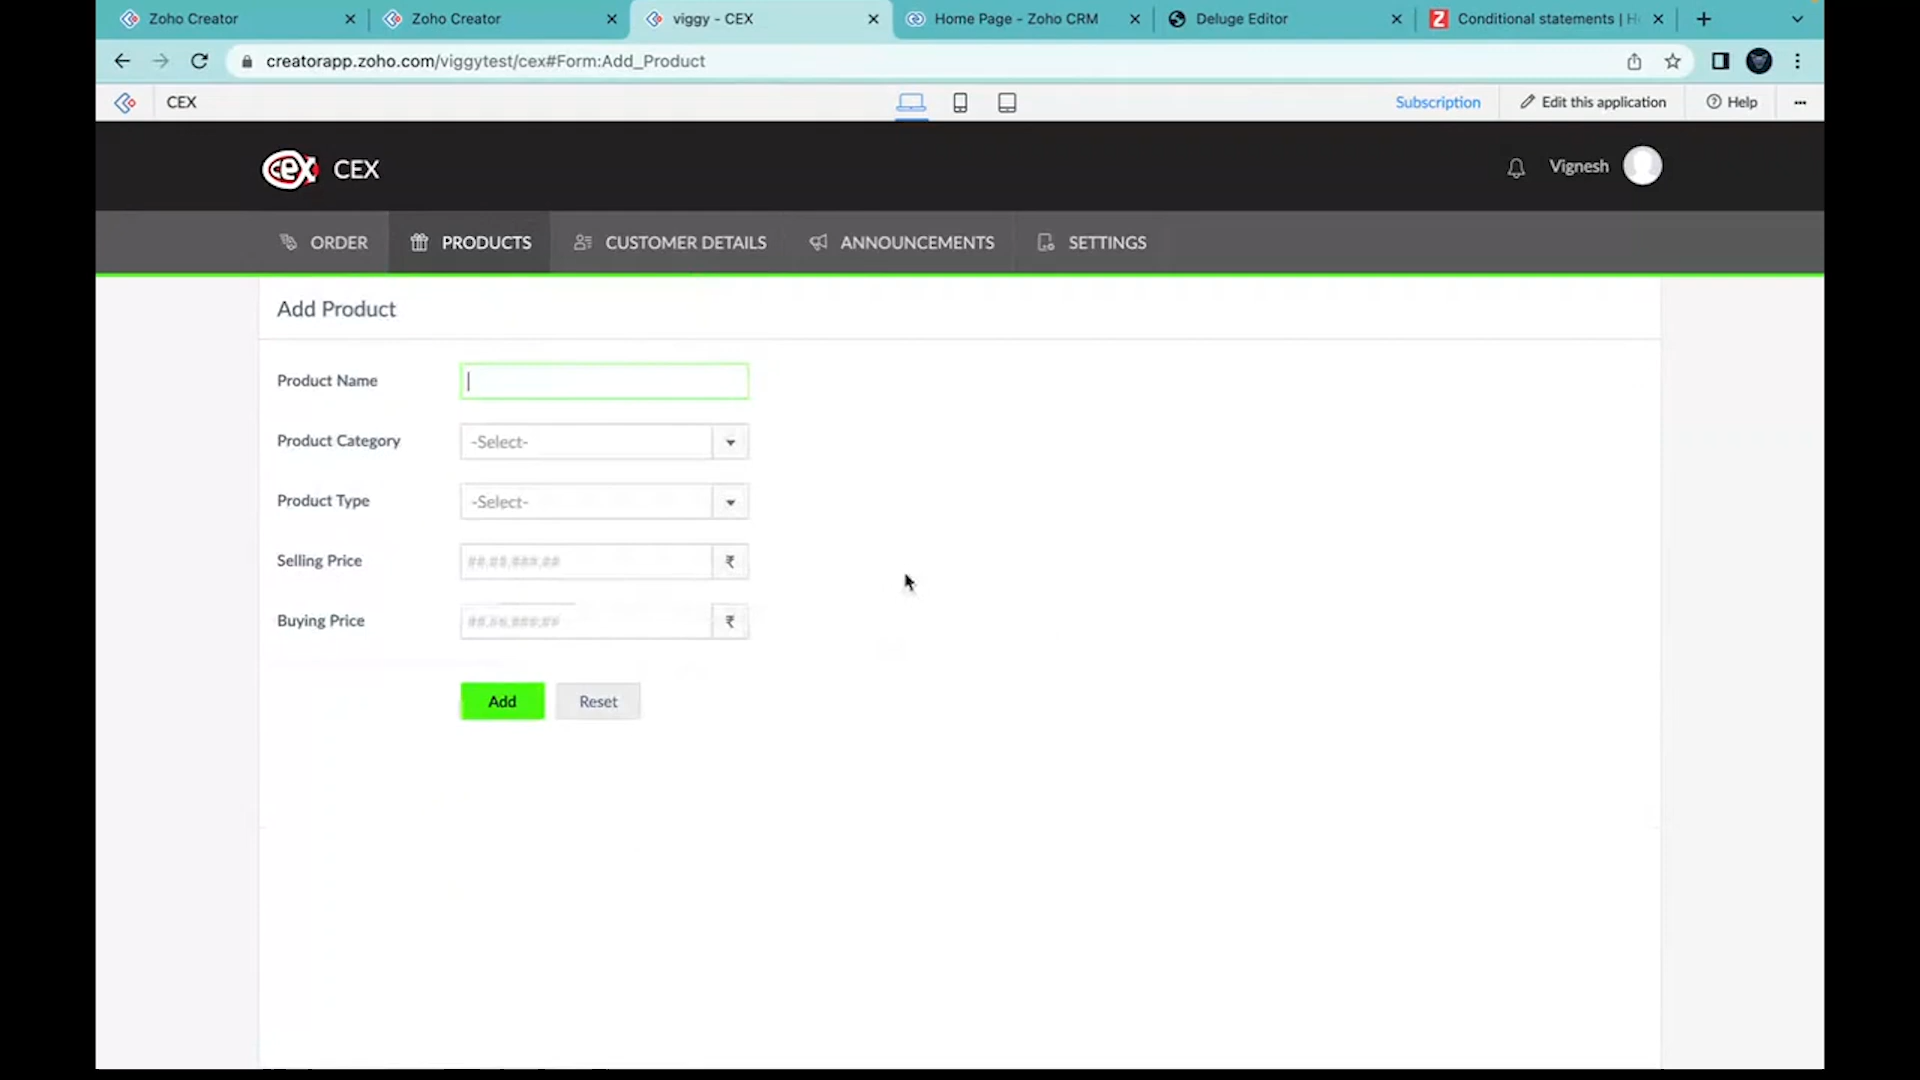 Zoho Creator
Zoho Creator
viggy - CEX
Home Page - Zoho CRM
Deluge Editor
Conditional statements | H
creatorapp.zoho.com/viggytest/cex#Form:Add_Product
CEX
Subscription
Edit this application
Help
cex CEX
Vignesh
ORDER
PRODUCTS
CUSTOMER DETAILS
ANNOUNCEMENTS
SETTINGS
Add Product
Product Name
Product Category
-Select-
Product Type
-Select-
Selling Price
##,##,###.## ₹
Buying Price
##,##,###.## ₹
Add
Reset